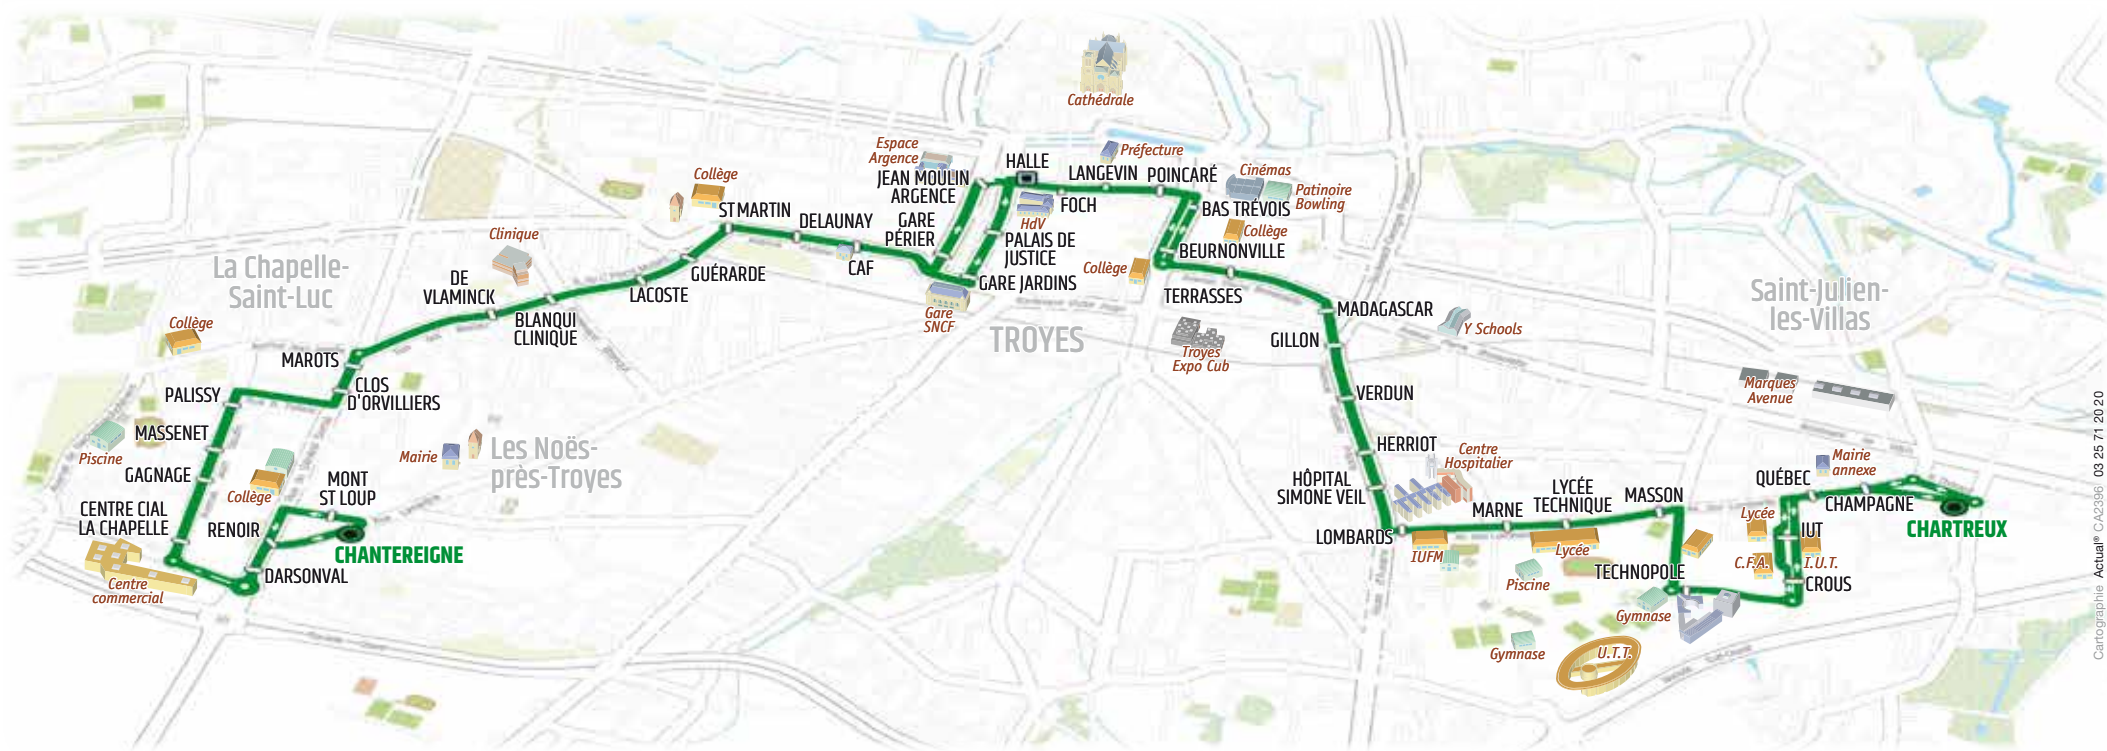 Cathédrale
Espace
Argence
HALLE
Préfecture
JEAN MOULIN
ARGENCE
LANGEVIN
POINCARÉ
Cinémas
Patinoire
Bowling
Collège
ST MARTIN
DELAUNAY
GARE
PÉRIER
HdV
FOCH
BAS TRÉVOIS
Collège
Clinique
CAF
PALAIS DE
JUSTICE
BEURNONVILLE
Collège
La Chapelle-
Saint-Luc
DE
VLAMINCK
GUÉRARDE
LACOSTE
GARE JARDINS
TERRASSES
Gare
SNCF
BLANQUI
CLINIQUE
TROYES
MADAGASCAR
GILLON
Y Schools
Saint-Julien-
les-Villas
Troyes
Expo Cub
Collège
MAROTS
PALISSY
CLOS
D'ORVILLIERS
VERDUN
Marques
Avenue
MASSENET
Piscine
GAGNAGE
Mairie
Les Noës-
près-Troyes
HERRIOT
Centre
Hospitalier
Mairie
annexe
MONT
ST LOUP
Collège
HÔPITAL
SIMONE VEIL
LYCÉE
TECHNIQUE
MASSON
QUÉBEC
CENTRE CIAL
LA CHAPELLE
RENOIR
MARNE
CHAMPAGNE
Lycée
CHARTREUX
LOMBARDS
IUT
CHANTEREIGNE
IUFM
Lycée
C.F.A.
I.U.T.
DARSONVAL
TECHNOPOLE
CROUS
Centre
commercial
Piscine
Gymnase
Gymnase
U.T.T.
Cartographie Actual® CA2396 03 25 71 20 20